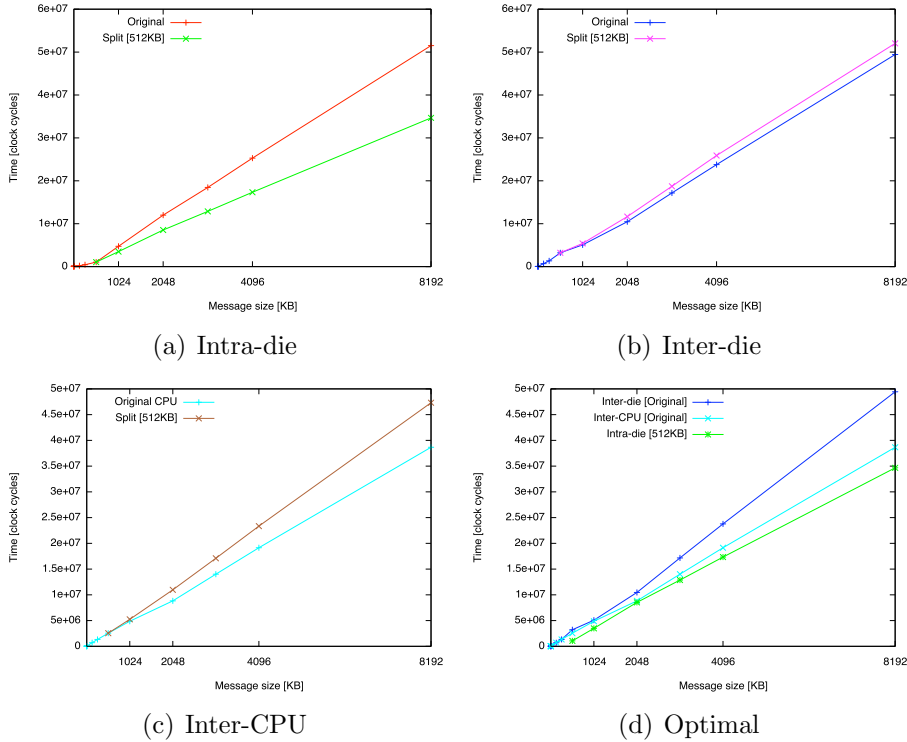 6e+07
5e+07
4e+07
3e+07
2e+07
1e+07
0
Time [clock cycles]
Original
Split [512KB]
1024
2048
4096
8192
Message size [KB]
(a) Intra-die
6e+07
5e+07
4e+07
3e+07
2e+07
1e+07
0
Time [clock cycles]
Original
Split [512KB]
1024
2048
4096
8192
Message size [KB]
(b) Inter-die
5e+07
4.5e+07
4e+07
3.5e+07
3e+07
2.5e+07
2e+07
1.5e+07
1e+07
5e+06
0
Time [clock cycles]
Original CPU
Split [512KB]
1024
2048
4096
8192
Message size [KB]
(c) Inter-CPU
5e+07
4.5e+07
4e+07
3.5e+07
3e+07
2.5e+07
2e+07
1.5e+07
1e+07
5e+06
0
Time [clock cycles]
Inter-die [Original]
Inter-CPU [Original]
Intra-die [512KB]
1024
2048
4096
8192
Message size [KB]
(d) Optimal